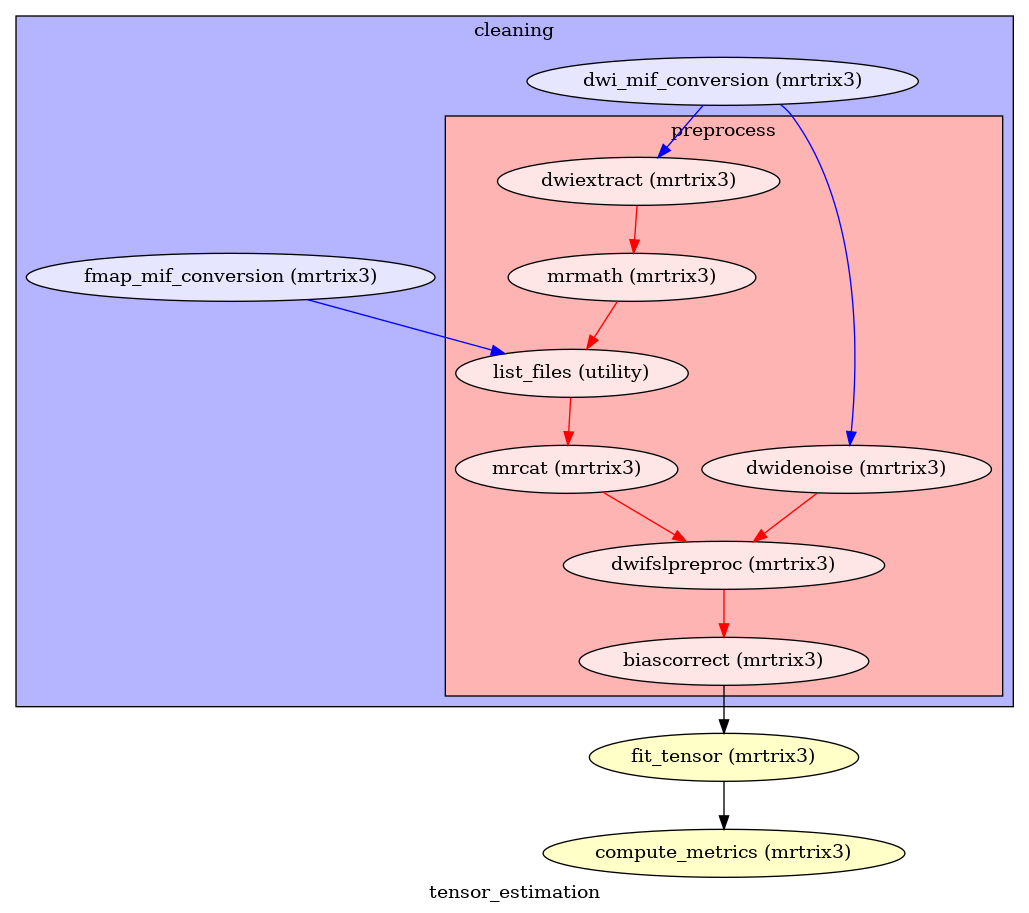 cleaning
dwi_mif_conversion (mrtrix3)
preprocess
dwiextract (mrtrix3)
fmap_mif_conversion (mrtrix3)
mrmath (mrtrix3)
list_files (utility)
mrcat (mrtrix3)
dwidenoise (mrtrix3)
dwifslpreproc (mrtrix3)
biascorrect (mrtrix3)
fit_tensor (mrtrix3)
compute_metrics (mrtrix3)
tensor_estimation